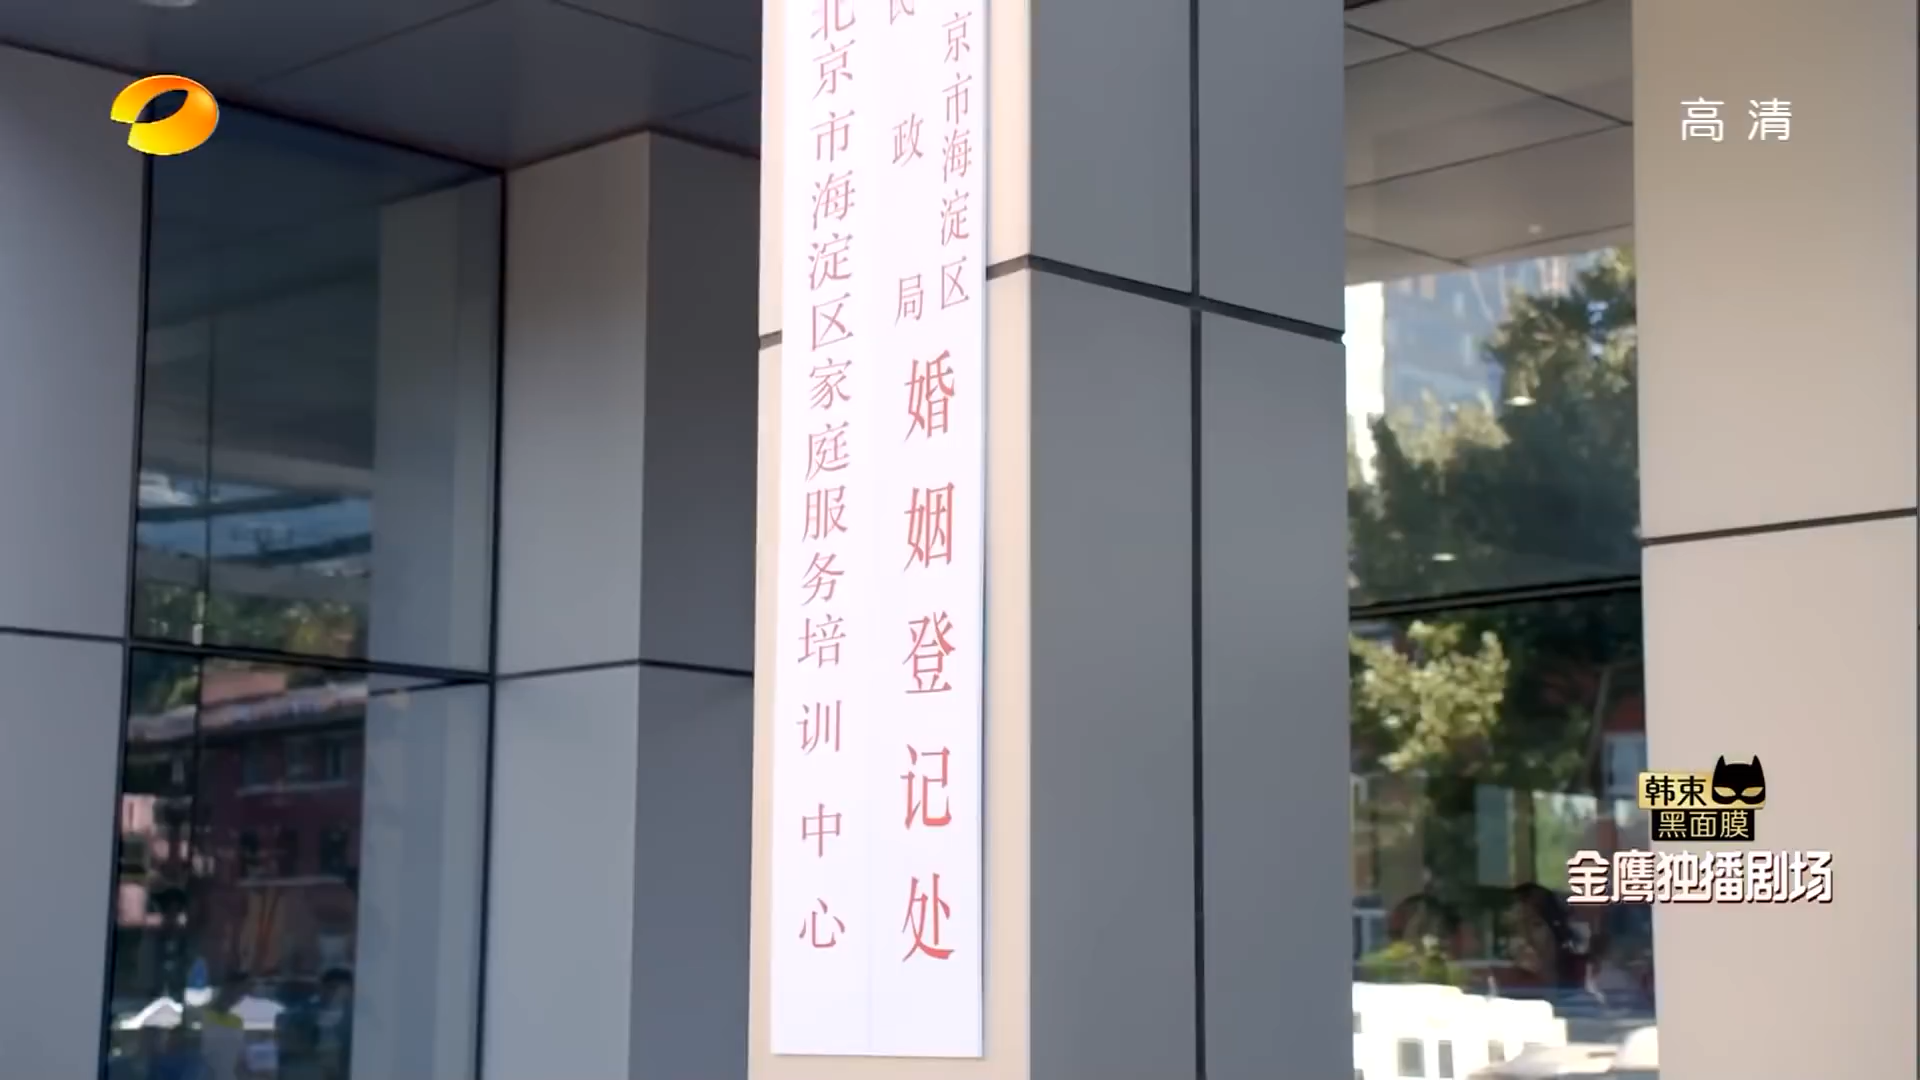 高清
京市海淀区
民政局
婚姻登记处
北京市海淀区家庭服务培训中心
韩束
黑面膜
金鹰独播剧场